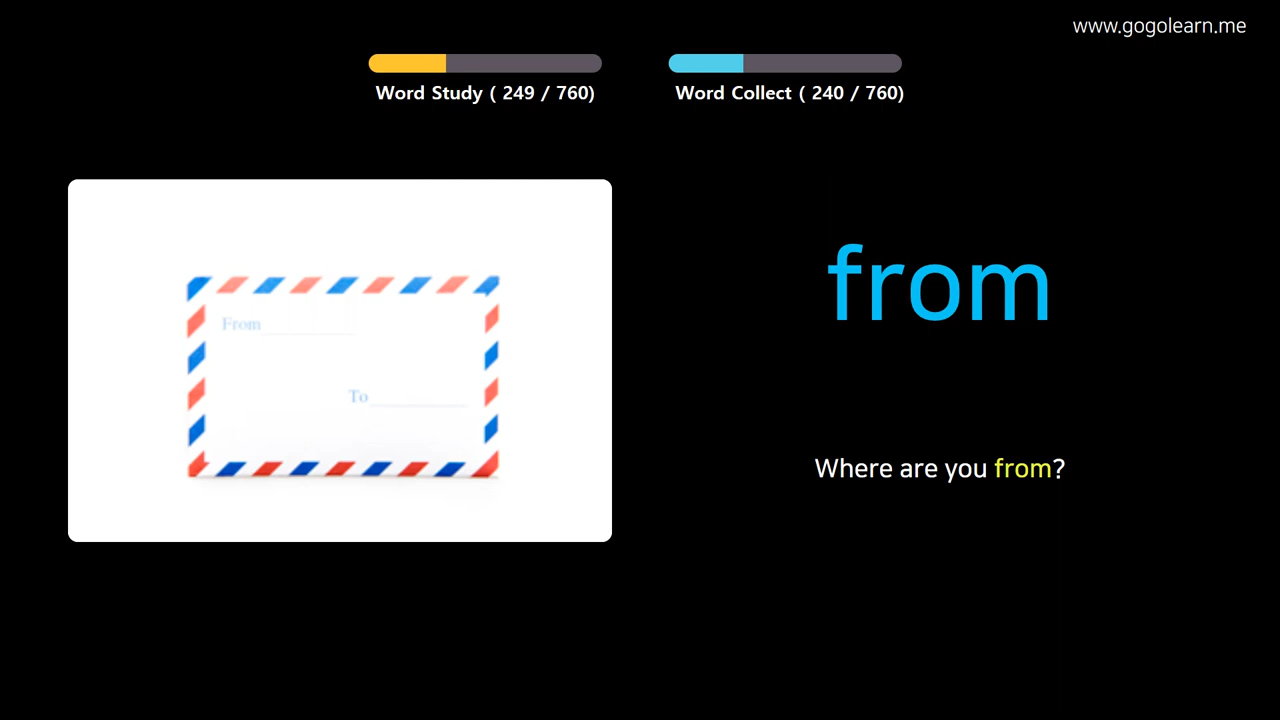 www.gogolearn.me
Word Study ( 249 / 760)
Word Collect ( 240 / 760)
From
To
from
Where are you from?